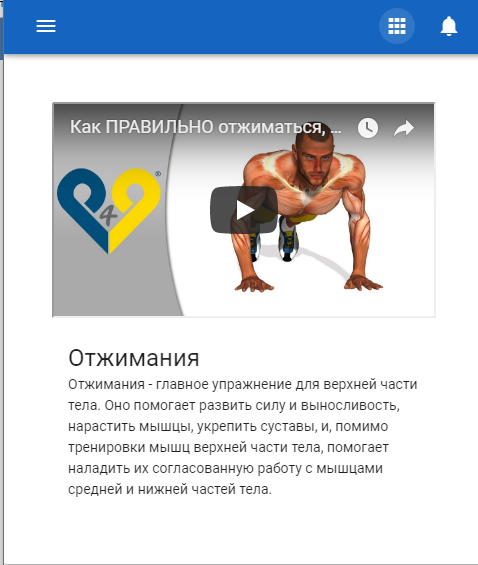 Как ПРАВИЛЬНО отжиматься, ...
P4P
®
Отжимания
Отжимания - главное упражнение для верхней части
тела. Оно помогает развить силу и выносливость,
нарастить мышцы, укрепить суставы, и, помимо
тренировки мышц верхней части тела, помогает
наладить их согласованную работу с мышцами
средней и нижней частей тела.